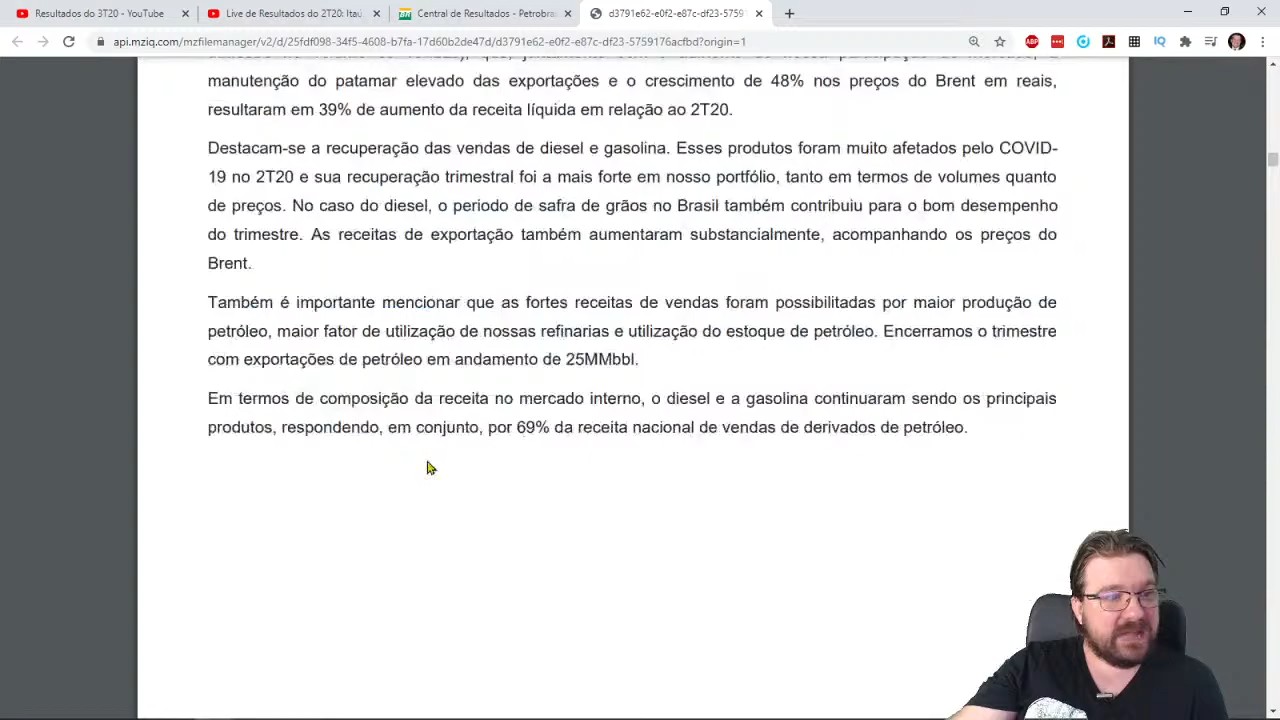 Resultados do 3T20 - YouTube
Live de Resultados do 2T20: Itaú
Central de Resultados - Petrobra
d3791e62-e0f2-e87c-df23-5759
api.mziq.com/mzfilemanager/v2/d/25fdf098-34f5-4608-b7fa-17d60b2de47d/d3791e62-e0f2-e87c-df23-5759176acfbd?origin=1
ABP
IQ
manutenção do patamar elevado das exportações e o crescimento de 48% nos preços do Brent em reais,
resultaram em 39% de aumento da receita líquida em relação ao 2T20.
Destacam-se a recuperação das vendas de diesel e gasolina. Esses produtos foram muito afetados pelo COVID-
19 no 2T20 e sua recuperação trimestral foi a mais forte em nosso portfólio, tanto em termos de volumes quanto
de preços. No caso do diesel, o periodo de safra de grãos no Brasil também contribuiu para o bom desempenho
do trimestre. As receitas de exportação também aumentaram substancialmente, acompanhando os preços do
Brent.
Também é importante mencionar que as fortes receitas de vendas foram possibilitadas por maior produção de
petróleo, maior fator de utilização de nossas refinarias e utilização do estoque de petróleo. Encerramos o trimestre
com exportações de petróleo em andamento de 25MMbbl.
Em termos de composição da receita no mercado interno, o diesel e a gasolina continuaram sendo os principais
produtos, respondendo, em conjunto, por 69% da receita nacional de vendas de derivados de petróleo.